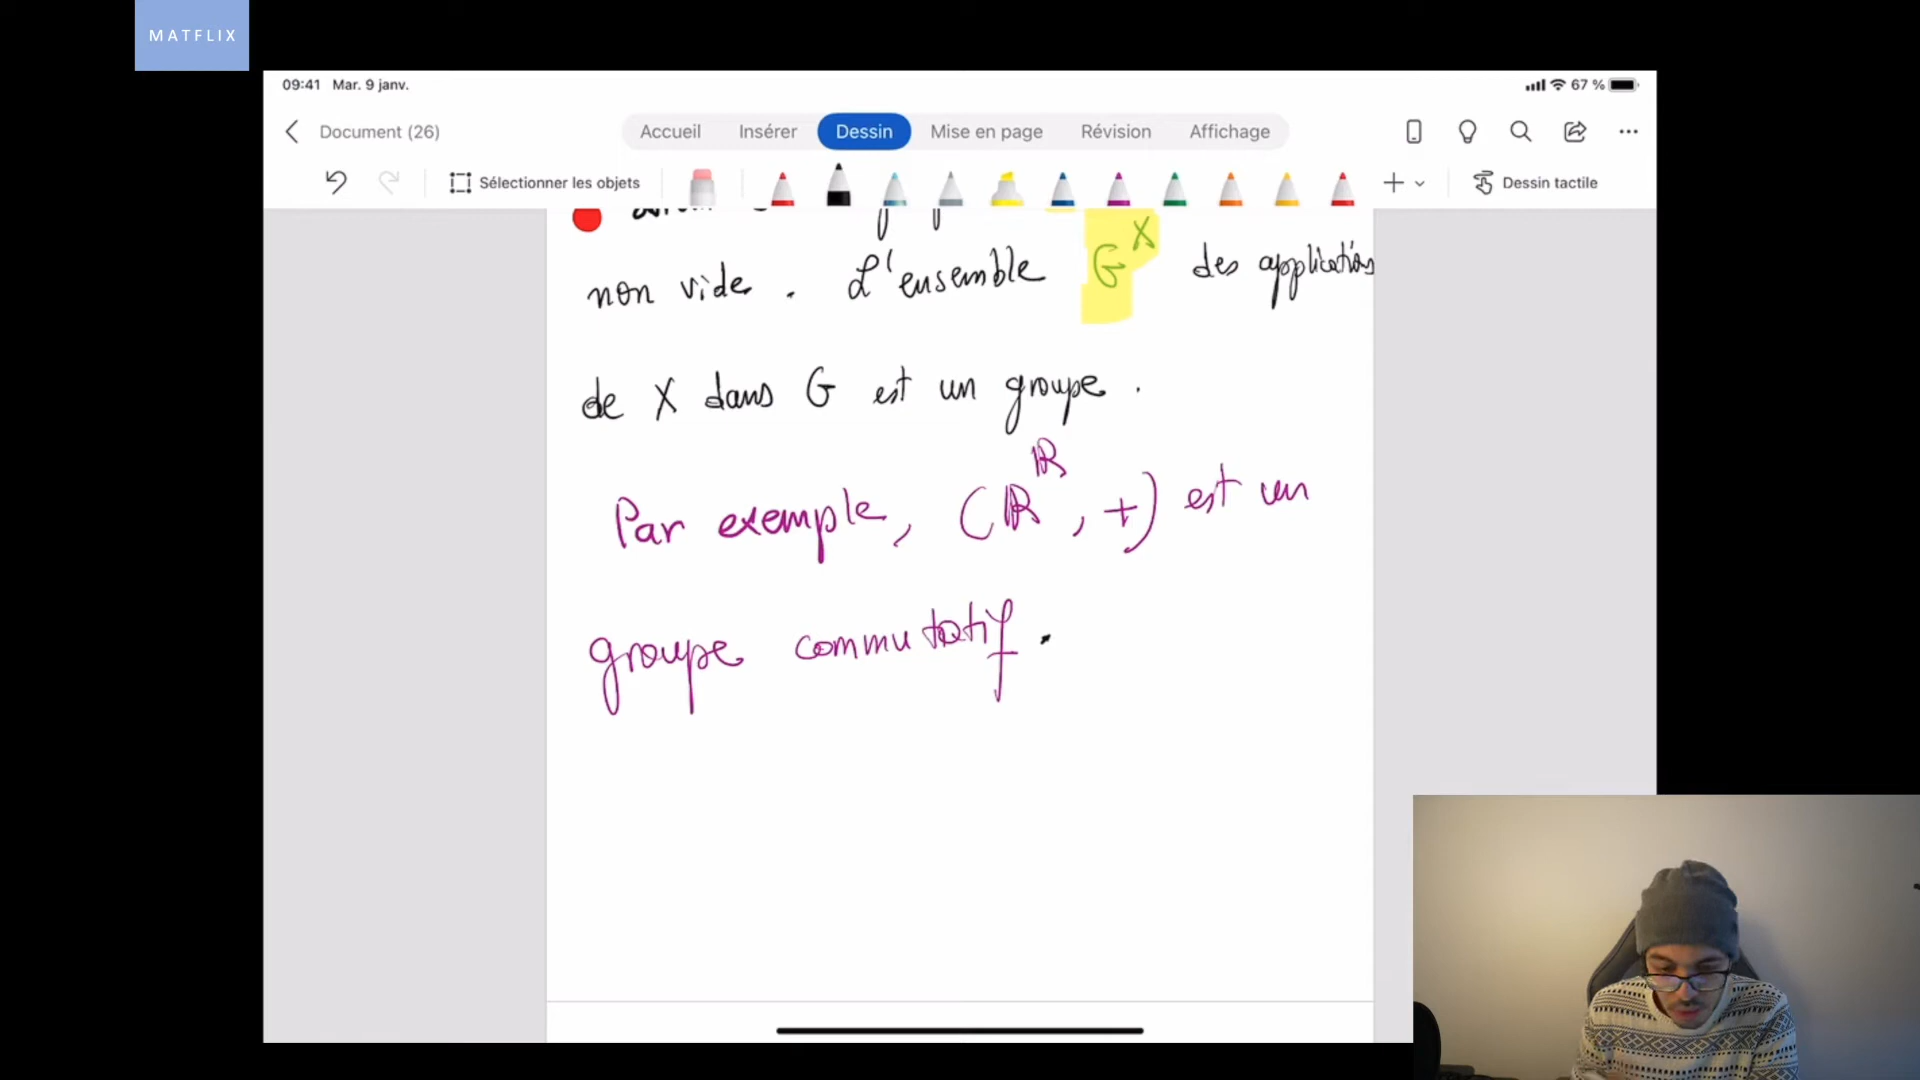 MATFLIX
09:41 Mar. 9 janv.
67 %
Document (26)
Accueil Insérer Dessin Mise en page Révision Affichage
Sélectionner les objets
Dessin tactile
non vide. L'ensemble G^X des applications
de X dans G est un groupe.
Par exemple, (ℝ^ℝ, +) est un
groupe commutatif.